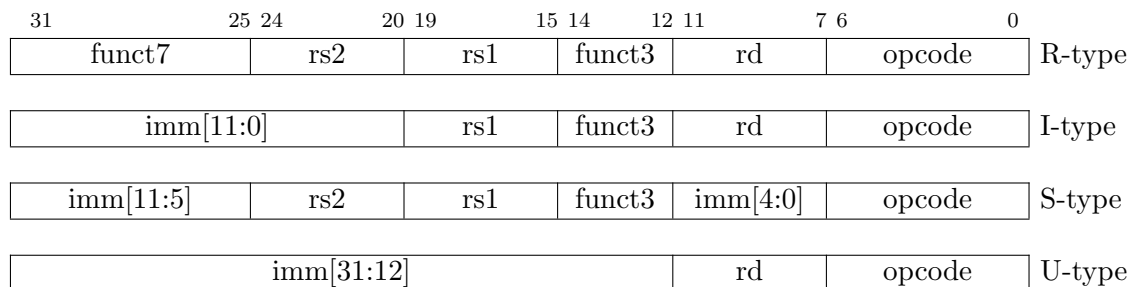 31 25 24 20 19 15 14 12 11 7 6 0
funct7 rs2 rs1 funct3 rd opcode R-type
imm[11:0] rs1 funct3 rd opcode I-type
imm[11:5] rs2 rs1 funct3 imm[4:0] opcode S-type
imm[31:12] rd opcode U-type